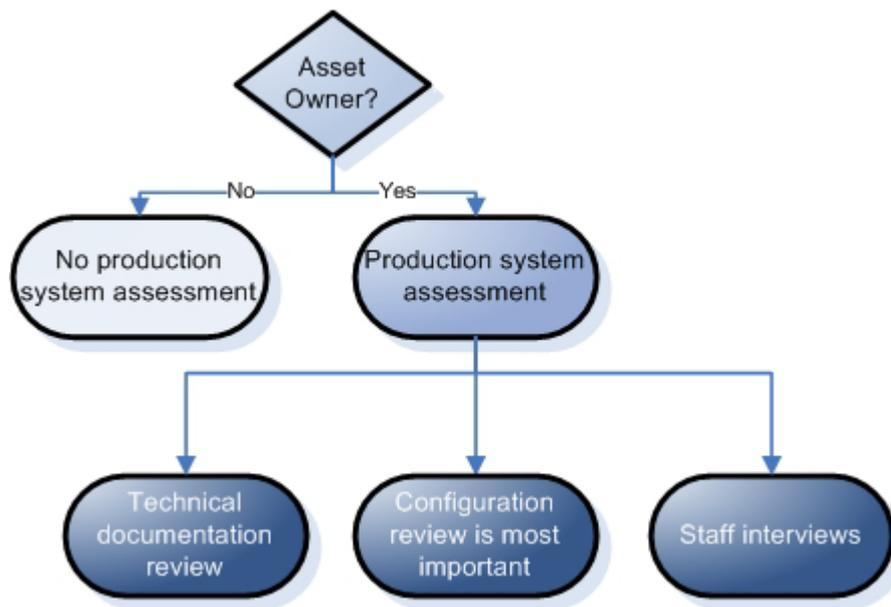 Asset
Owner?
No
Yes
No production
system assessment
Production system
assessment
Technical
documentation
review
Configuration
review is most
important
Staff interviews